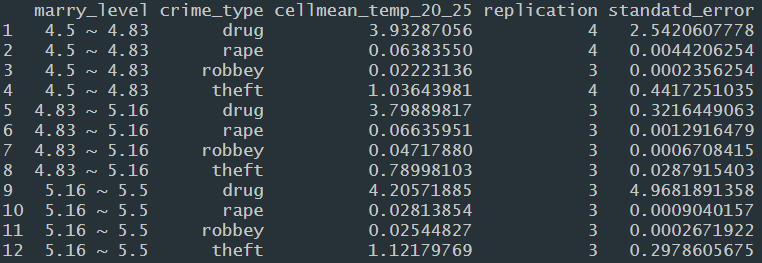 marry_level crime_type cellmean_temp_20_25 replication standatd_error
1 4.5 ~ 4.83 drug 3.93287056 4 2.5420607778
2 4.5 ~ 4.83 rape 0.06383550 4 0.0044206254
3 4.5 ~ 4.83 robbey 0.02223136 3 0.0002356254
4 4.5 ~ 4.83 theft 1.03643981 4 0.4417251035
5 4.83 ~ 5.16 drug 3.79889817 3 0.3216449063
6 4.83 ~ 5.16 rape 0.06635951 3 0.0012916479
7 4.83 ~ 5.16 robbey 0.04717880 3 0.0006708415
8 4.83 ~ 5.16 theft 0.78998103 3 0.0287915403
9 5.16 ~ 5.5 drug 4.20571885 3 4.9681891358
10 5.16 ~ 5.5 rape 0.02813854 3 0.0009040157
11 5.16 ~ 5.5 robbey 0.02544827 3 0.0002671922
12 5.16 ~ 5.5 theft 1.12179769 3 0.2978605675